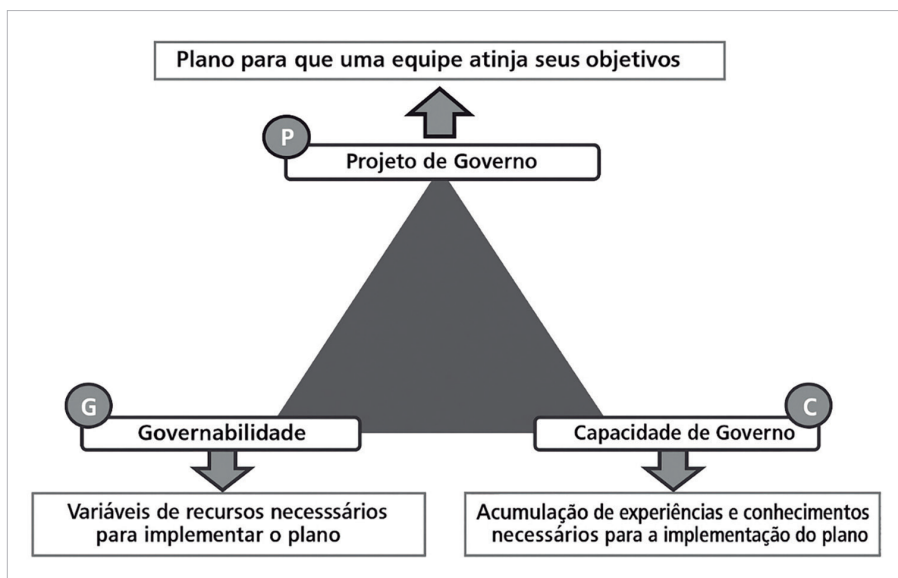 Plano para que uma equipe atinja seus objetivos
P
Projeto de Governo
G
Governabilidade
C
Capacidade de Governo
Variáveis de recursos necesssários
para implementar o plano
Acumulação de experiências e conhecimentos
necessários para a implementação do plano